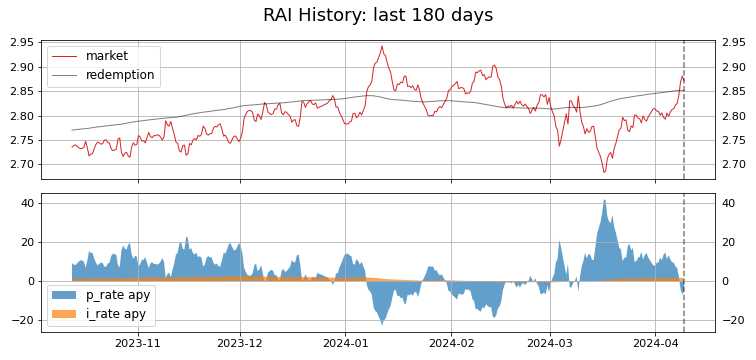 RAI History: last 180 days
2.95 2.95
market
2.90 2.90
redemption
2.85 2.85
2.80 2.80
2.75 2.75
2.70 2.70
40 40
20 20
0 0
p_rate apy
i_rate apy
−20 −20
2023-11 2023-12 2024-01 2024-02 2024-03 2024-04